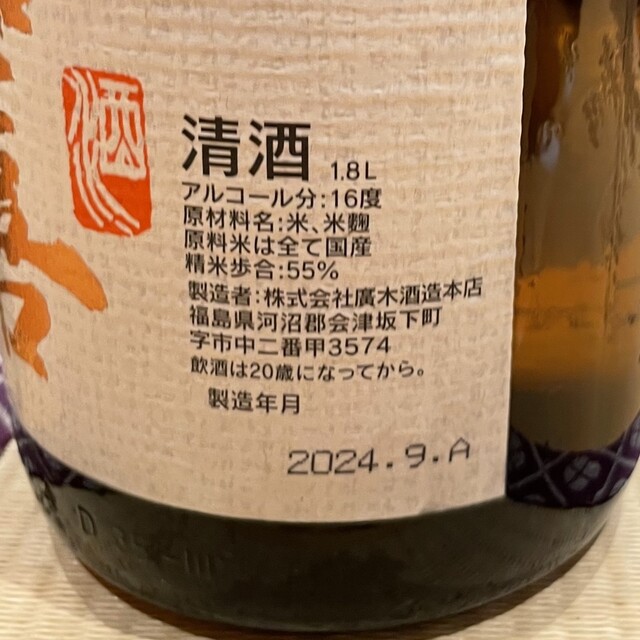 酒
清酒 1.8L
アルコール分:16度
原材料名:米、米麹
原料米は全て国産
精米歩合:55%
製造者:株式会社廣木酒造本店
福島県河沼郡会津坂下町
字市中二番甲3574
飲酒は20歳になってから。
製造年月
2024.9.A